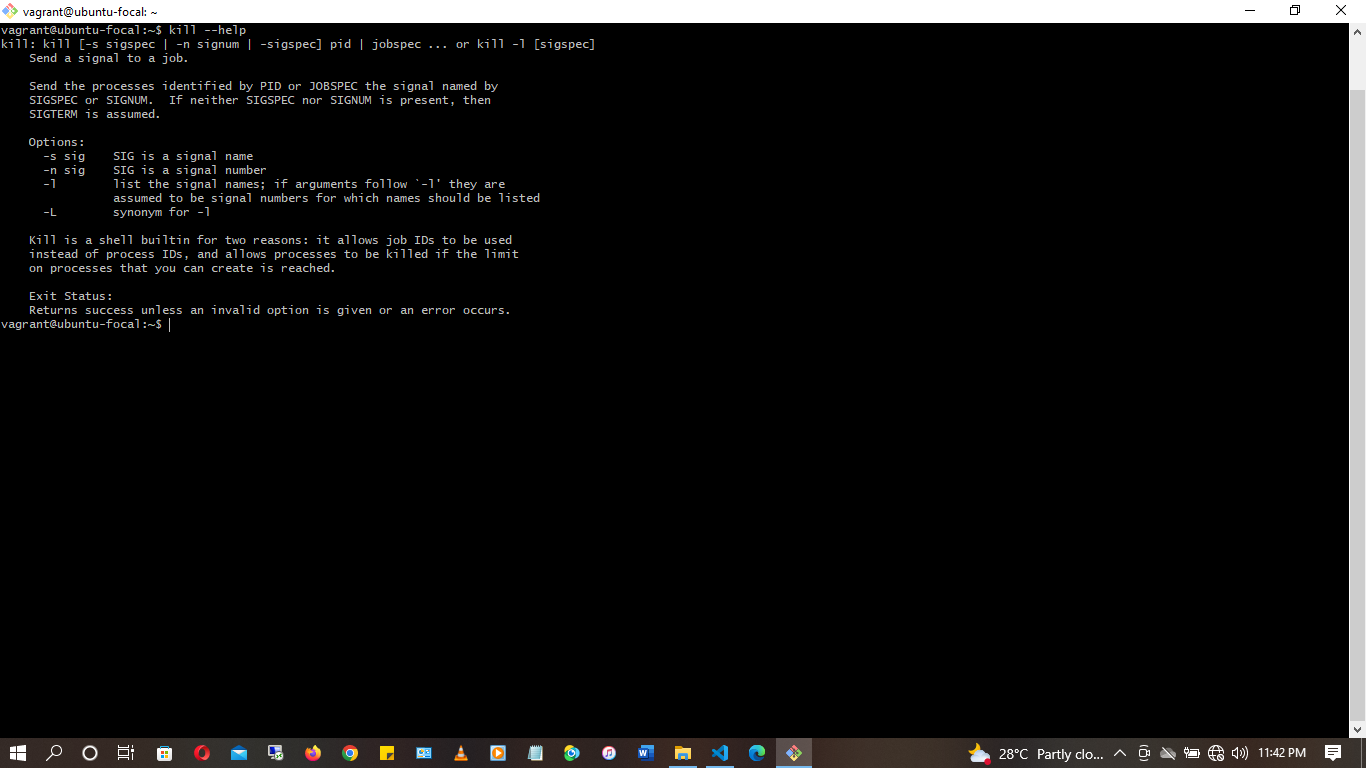 vagrant@ubuntu-focal: ~
vagrant@ubuntu-focal:~$ kill --help
kill: kill [-s sigspec | -n signum | -sigspec] pid | jobspec ... or kill -l [sigspec]
    Send a signal to a job.

    Send the processes identified by PID or JOBSPEC the signal named by
    SIGSPEC or SIGNUM.  If neither SIGSPEC nor SIGNUM is present, then
    SIGTERM is assumed.

    Options:
      -s sig    SIG is a signal name
      -n sig    SIG is a signal number
      -l        list the signal names; if arguments follow `-l' they are
                assumed to be signal numbers for which names should be listed
      -L        synonym for -l

    Kill is a shell builtin for two reasons: it allows job IDs to be used
    instead of process IDs, and allows processes to be killed if the limit
    on processes that you can create is reached.

    Exit Status:
    Returns success unless an invalid option is given or an error occurs.
vagrant@ubuntu-focal:~$
28°C Partly clo... 11:42 PM